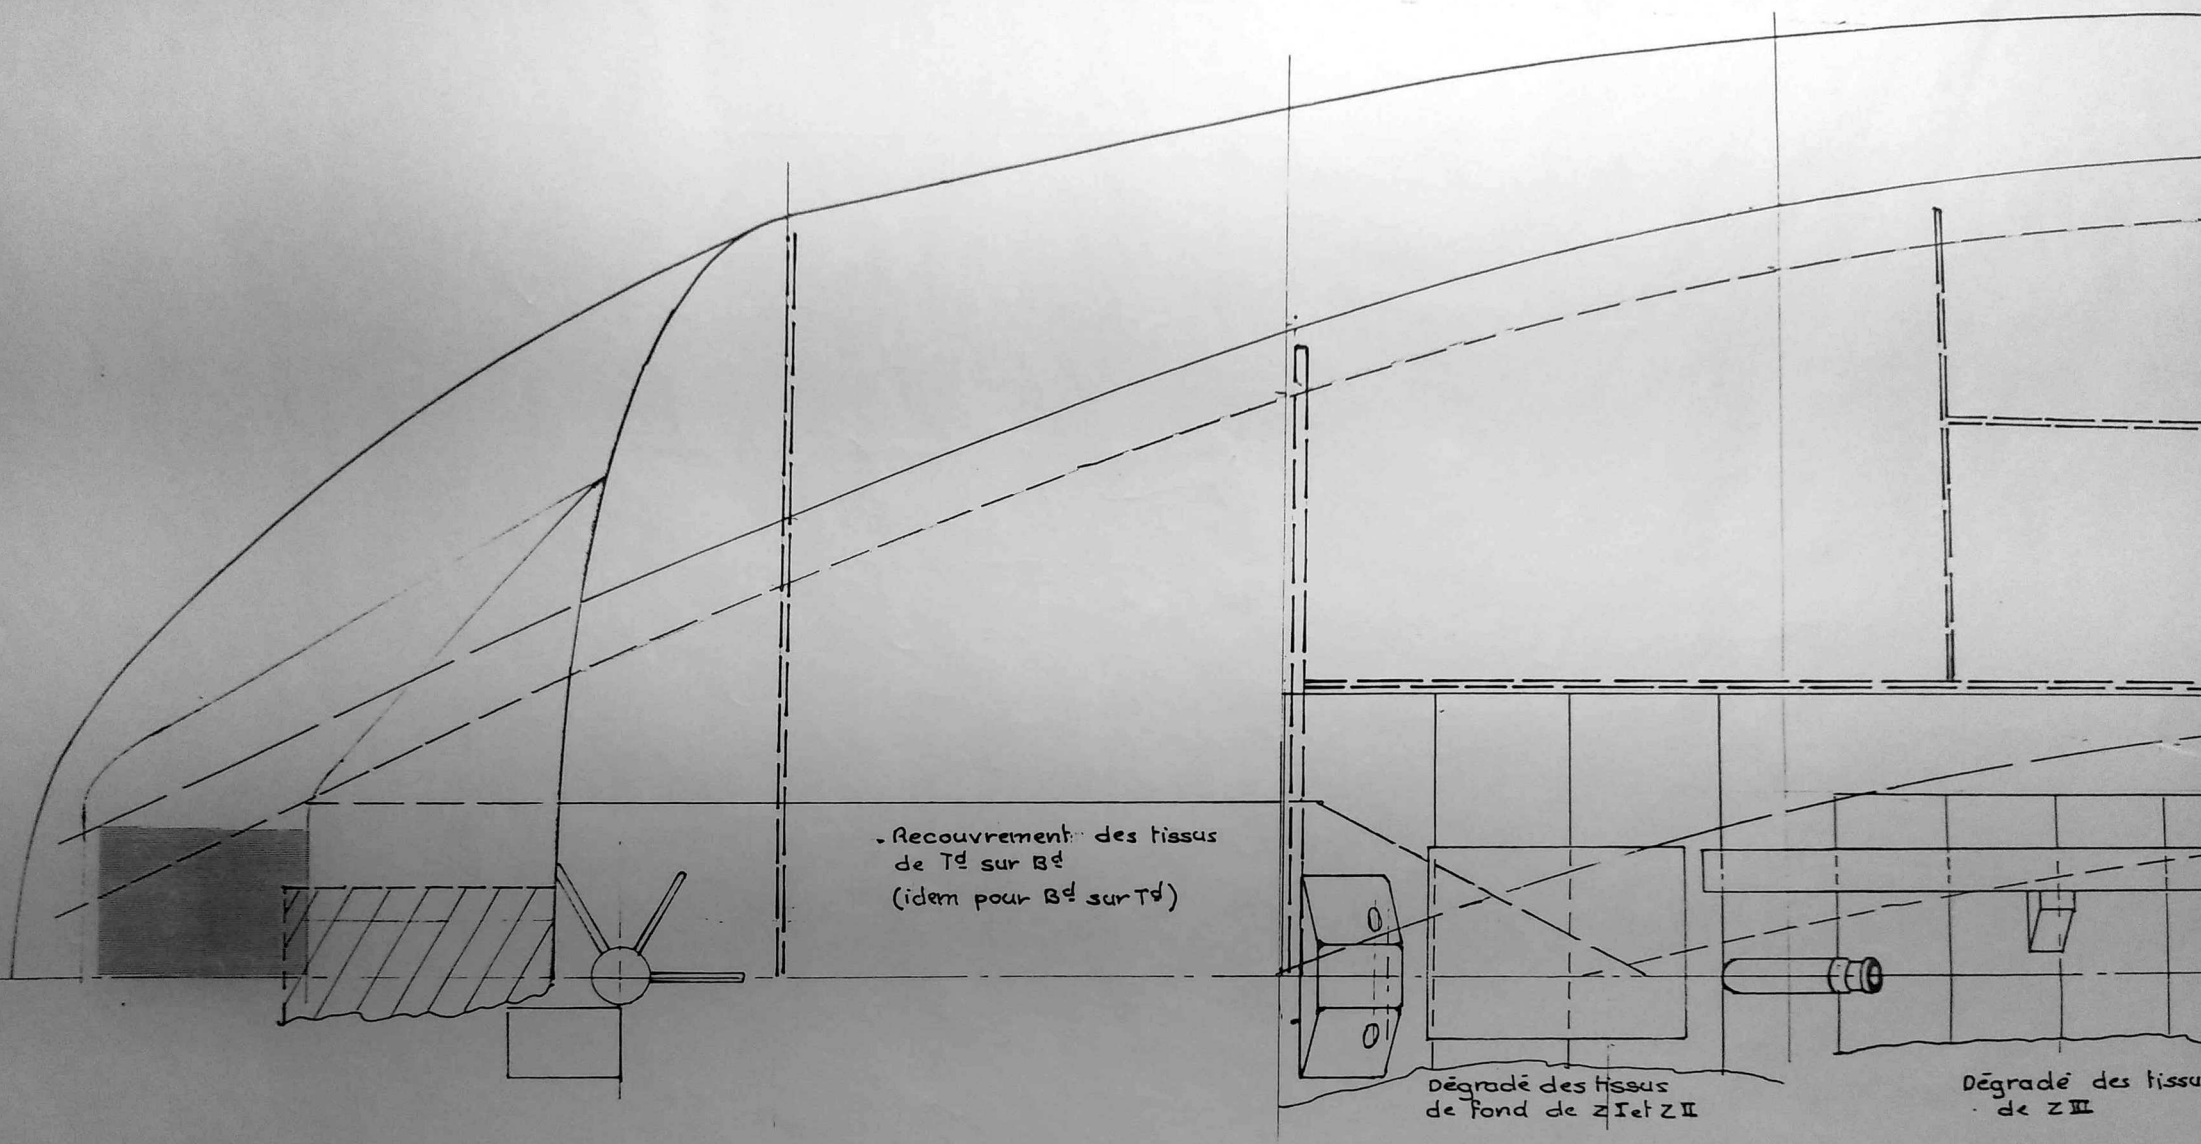 . Recouvrement des tissus
de Tᵈ sur Bᵈ
(idem pour Bᵈ sur Tᵈ)
Dégradé des tissus
de fond de Z I et Z II
Dégradé des tissu
de Z III